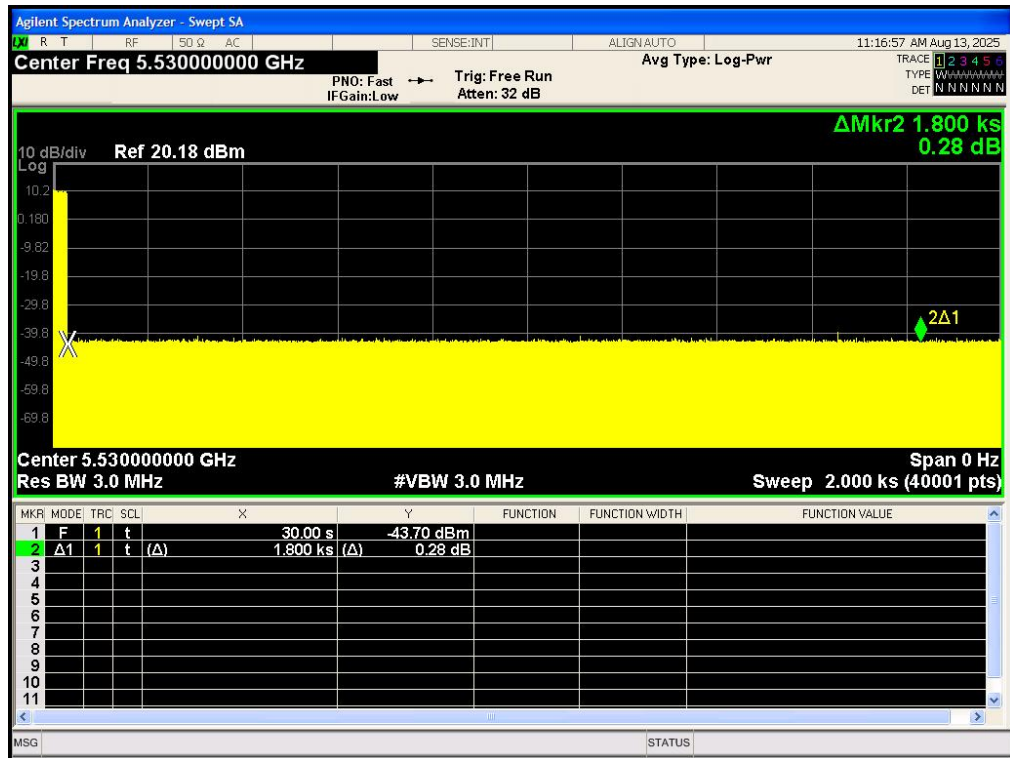 Agilent Spectrum Analyzer - Swept SA
LXI R T RF 50 Ω AC SENSE:INT ALIGN AUTO 11:16:57 AM Aug 13, 2025
Center Freq 5.530000000 GHz
PNO: Fast
IFGain:Low
Trig: Free Run
Atten: 32 dB
Avg Type: Log-Pwr
TRACE 1 2 3 4 5 6
TYPE WWWWWW
DET N N N N N N
ΔMkr2 1.800 ks
0.28 dB
10 dB/div Ref 20.18 dBm
Log
10.2
0.180
-9.82
-19.8
-29.8
2Δ1
-39.8
X
-49.8
-59.8
-69.8
Center 5.530000000 GHz Span 0 Hz
Res BW 3.0 MHz #VBW 3.0 MHz Sweep 2.000 ks (40001 pts)
MKR MODE TRC SCL X Y FUNCTION FUNCTION WIDTH FUNCTION VALUE
1 F 1 t 30.00 s -43.70 dBm
2 Δ1 1 t (Δ) 1.800 ks (Δ) 0.28 dB
3
4
5
6
7
8
9
10
11
MSG STATUS